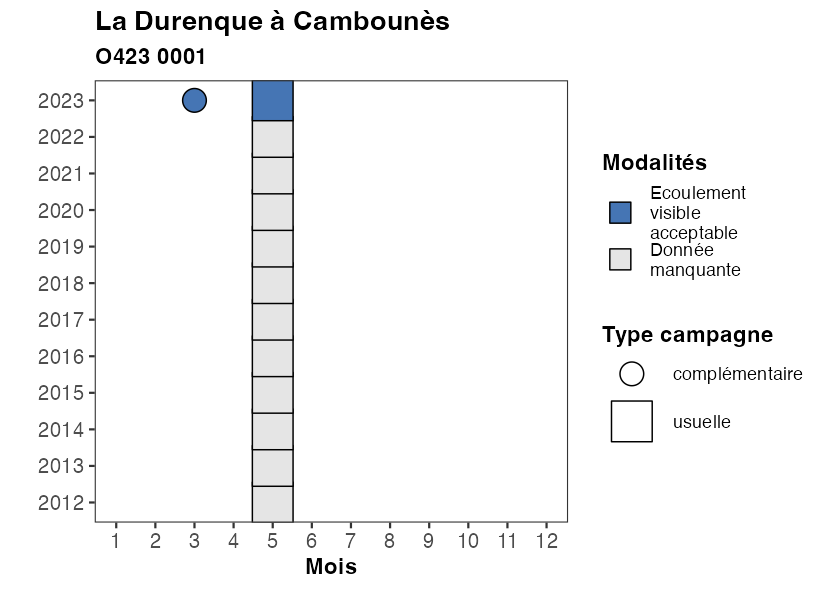 La Durenque à Cambounès
O423 0001
2023
2022
2021
2020
2019
2018
2017
2016
2015
2014
2013
2012
1 2 3 4 5 6 7 8 9 10 11 12
Mois
Modalités
Ecoulement
visible
acceptable
Donnée
manquante
Type campagne
complémentaire
usuelle